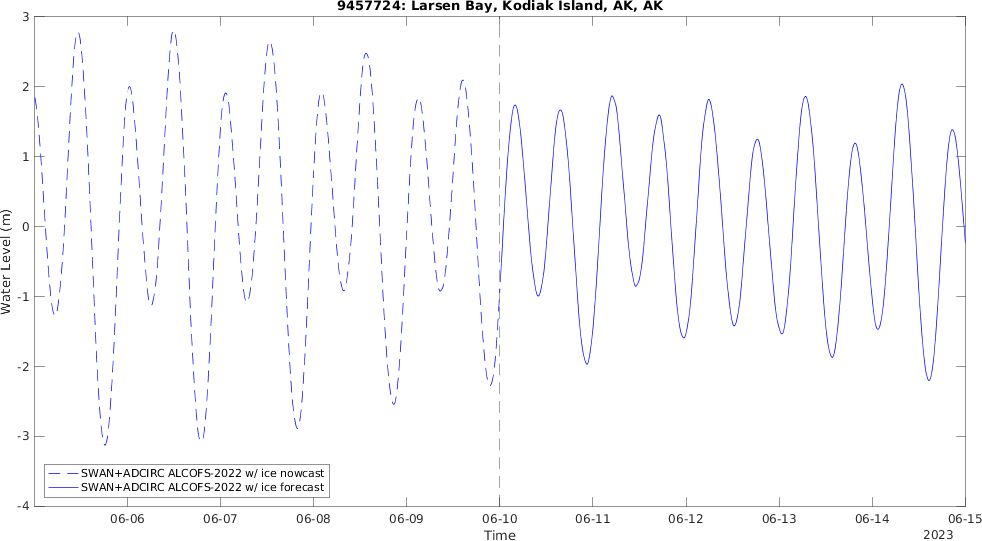 9457724: Larsen Bay, Kodiak Island, AK, AK
3
2
1
0
-1
-2
-3
-4
Water Level (m)
SWAN+ADCIRC ALCOFS-2022 w/ ice nowcast
SWAN+ADCIRC ALCOFS-2022 w/ ice forecast
06-06 06-07 06-08 06-09 06-10 06-11 06-12 06-13 06-14 06-15
Time
2023